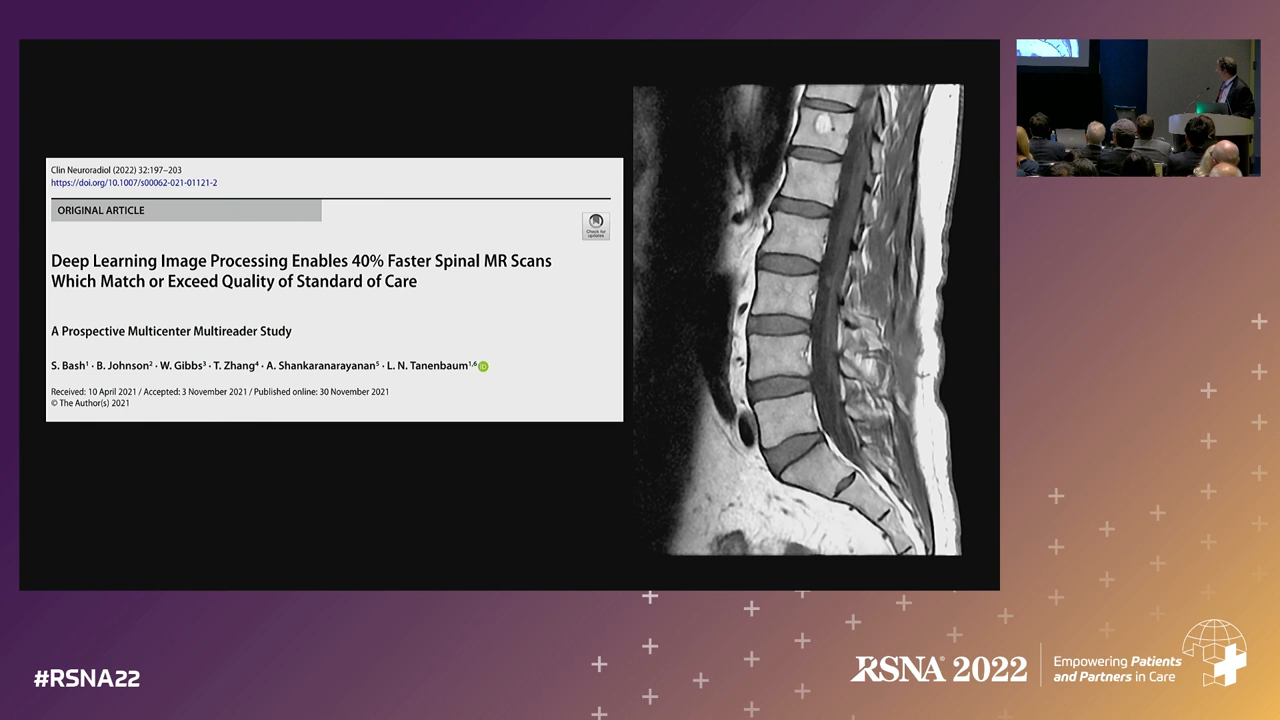 Clin Neuroradiol (2022) 32:197–203
https://doi.org/10.1007/s00062-021-01121-2
ORIGINAL ARTICLE
Check for
updates
Deep Learning Image Processing Enables 40% Faster Spinal MR Scans
Which Match or Exceed Quality of Standard of Care
A Prospective Multicenter Multireader Study
S. Bash¹ · B. Johnson² · W. Gibbs³ · T. Zhang⁴ · A. Shankaranarayanan⁵ · L. N. Tanenbaum¹,⁶
Received: 10 April 2021 / Accepted: 3 November 2021 / Published online: 30 November 2021
© The Author(s) 2021
#RSNA22
RSNA® 2022
Empowering Patients
and Partners in Care